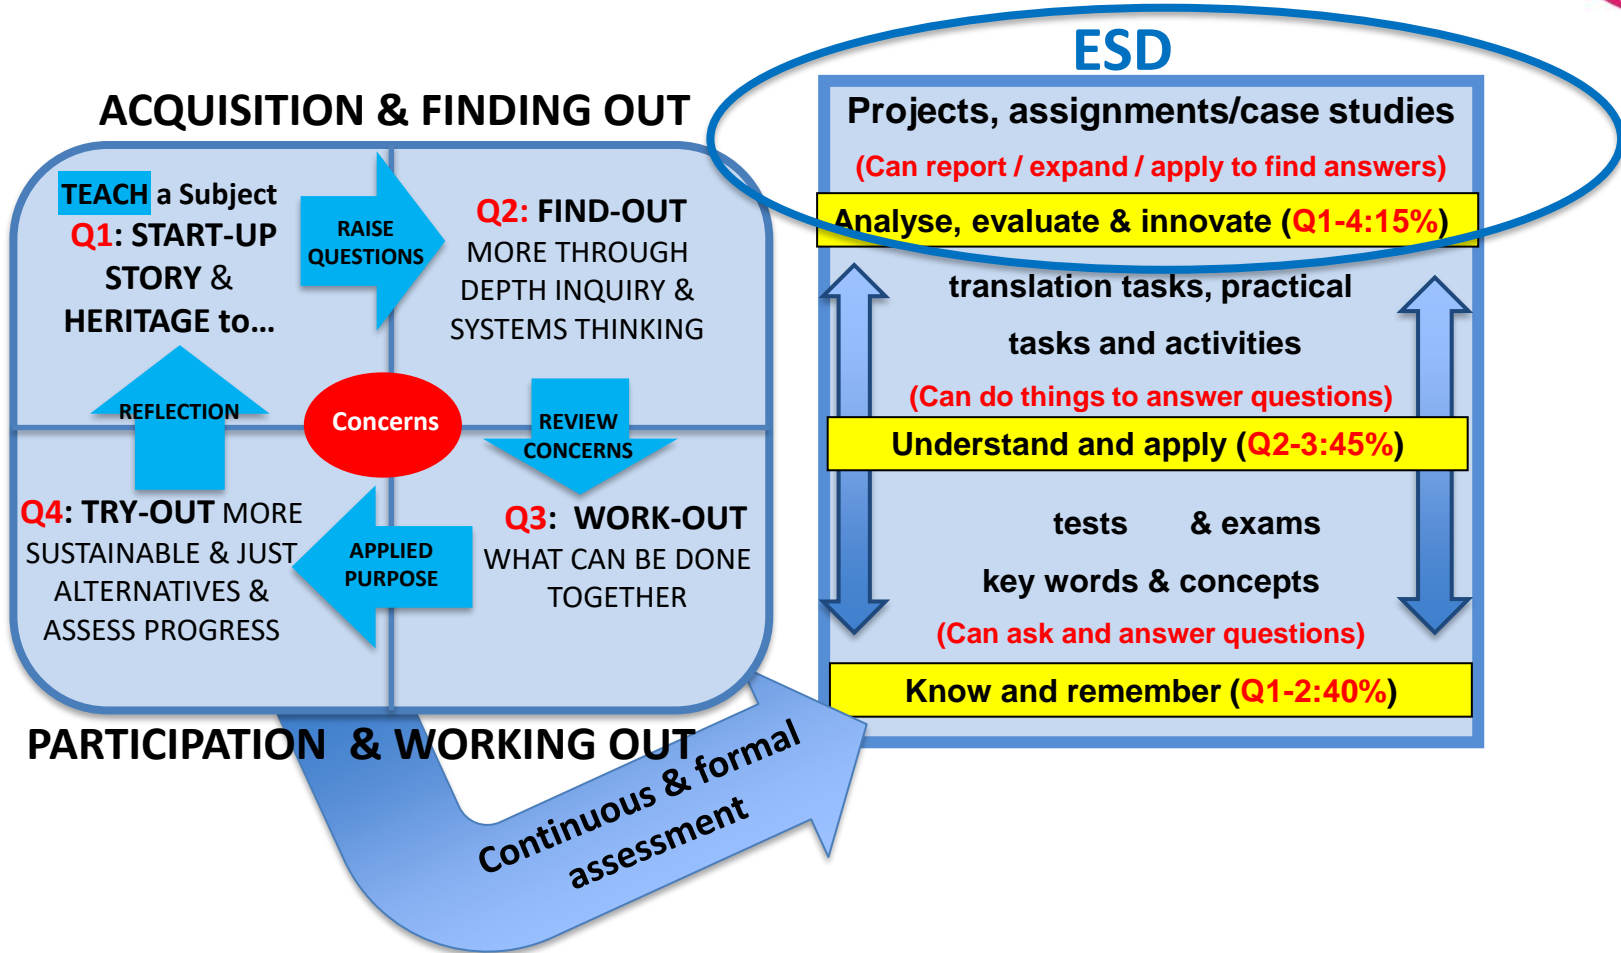 ACQUISITION & FINDING OUT
TEACH a Subject
Q1: START-UP
STORY &
HERITAGE to...
RAISE
QUESTIONS
Q2: FIND-OUT
MORE THROUGH
DEPTH INQUIRY &
SYSTEMS THINKING
REFLECTION
Concerns
REVIEW
CONCERNS
Q4: TRY-OUT MORE
SUSTAINABLE & JUST
ALTERNATIVES &
ASSESS PROGRESS
APPLIED
PURPOSE
Q3: WORK-OUT
WHAT CAN BE DONE
TOGETHER
PARTICIPATION & WORKING OUT
Continuous & formal
assessment
ESD
Projects, assignments/case studies
(Can report / expand / apply to find answers)
Analyse, evaluate & innovate (Q1-4:15%)
translation tasks, practical
tasks and activities
(Can do things to answer questions)
Understand and apply (Q2-3:45%)
tests & exams
key words & concepts
(Can ask and answer questions)
Know and remember (Q1-2:40%)